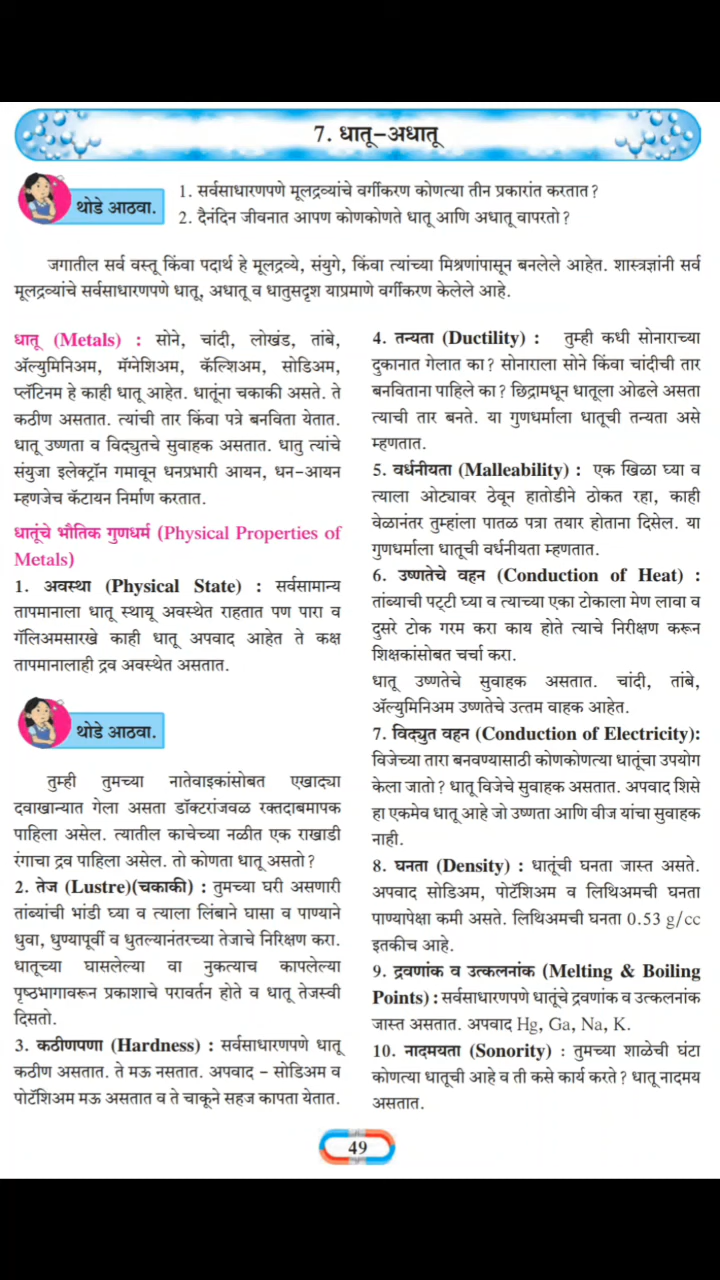 7. धातू-अधातू
थोडे आठवा.
1. सर्वसाधारणपणे मूलद्रव्यांचे वर्गीकरण कोणत्या तीन प्रकारांत करतात ?
2. दैनंदिन जीवनात आपण कोणकोणते धातू आणि अधातू वापरतो ?
जगातील सर्व वस्तू किंवा पदार्थ हे मूलद्रव्ये, संयुगे, किंवा त्यांच्या मिश्रणांपासून बनलेले आहेत. शास्त्रज्ञांनी सर्व
मूलद्रव्यांचे सर्वसाधारणपणे धातू, अधातू व धातुसदृश याप्रमाणे वर्गीकरण केलेले आहे.
धातू (Metals) : सोने, चांदी, लोखंड, तांबे,
ॲल्युमिनिअम, मॅग्नेशिअम, कॅल्शिअम, सोडिअम,
प्लॅटिनम हे काही धातू आहेत. धातूंना चकाकी असते. ते
कठीण असतात. त्यांची तार किंवा पत्रे बनविता येतात.
धातू उष्णता व विद्युतचे सुवाहक असतात. धातु त्यांचे
संयुजा इलेक्ट्रॉन गमावून धनप्रभारी आयन, धन-आयन
म्हणजेच कॅटायन निर्माण करतात.
धातूंचे भौतिक गुणधर्म (Physical Properties of
Metals)
1. अवस्था (Physical State) : सर्वसामान्य
तापमानाला धातू स्थायू अवस्थेत राहतात पण पारा व
गॅलिअमसारखे काही धातू अपवाद आहेत ते कक्ष
तापमानालाही द्रव अवस्थेत असतात.
थोडे आठवा.
तुम्ही तुमच्या नातेवाइकांसोबत एखाद्या
दवाखान्यात गेला असता डॉक्टरांजवळ रक्तदाबमापक
पाहिला असेल. त्यातील काचेच्या नळीत एक राखाडी
रंगाचा द्रव पाहिला असेल. तो कोणता धातू असतो ?
2. तेज (Lustre)(चकाकी) : तुमच्या घरी असणारी
तांब्यांची भांडी घ्या व त्याला लिंबाने घासा व पाण्याने
धुवा, धुण्यापूर्वी व धुतल्यानंतरच्या तेजाचे निरिक्षण करा.
धातूच्या घासलेल्या वा नुकत्याच कापलेल्या
पृष्ठभागावरून प्रकाशाचे परावर्तन होते व धातू तेजस्वी
दिसतो.
3. कठीणपणा (Hardness) : सर्वसाधारणपणे धातू
कठीण असतात. ते मऊ नसतात. अपवाद - सोडिअम व
पोटॅशिअम मऊ असतात व ते चाकूने सहज कापता येतात.
4. तन्यता (Ductility) : तुम्ही कधी सोनाराच्या
दुकानात गेलात का ? सोनाराला सोने किंवा चांदीची तार
बनविताना पाहिले का ? छिद्रामधून धातूला ओढले असता
त्याची तार बनते. या गुणधर्माला धातूची तन्यता असे
म्हणतात.
5. वर्धनीयता (Malleability) : एक खिळा घ्या व
त्याला ओट्यावर ठेवून हातोडीने ठोकत रहा, काही
वेळानंतर तुम्हांला पातळ पत्रा तयार होताना दिसेल. या
गुणधर्माला धातूची वर्धनीयता म्हणतात.
6. उष्णतेचे वहन (Conduction of Heat) :
तांब्याची पट्टी घ्या व त्याच्या एका टोकाला मेण लावा व
दुसरे टोक गरम करा काय होते त्याचे निरीक्षण करून
शिक्षकांसोबत चर्चा करा.
धातू उष्णतेचे सुवाहक असतात. चांदी, तांबे,
ॲल्युमिनिअम उष्णतेचे उत्तम वाहक आहेत.
7. विद्युत वहन (Conduction of Electricity):
विजेच्या तारा बनवण्यासाठी कोणकोणत्या धातूंचा उपयोग
केला जातो ? धातू विजेचे सुवाहक असतात. अपवाद शिसे
हा एकमेव धातू आहे जो उष्णता आणि वीज यांचा सुवाहक
नाही.
8. घनता (Density) : धातूंची घनता जास्त असते.
अपवाद सोडिअम, पोटॅशिअम व लिथिअमची घनता
पाण्यापेक्षा कमी असते. लिथिअमची घनता 0.53 g/cc
इतकीच आहे.
9. द्रवणांक व उत्कलनांक (Melting & Boiling
Points) : सर्वसाधारणपणे धातूंचे द्रवणांक व उत्कलनांक
जास्त असतात. अपवाद Hg, Ga, Na, K.
10. नादमयता (Sonority) : तुमच्या शाळेची घंटा
कोणत्या धातूची आहे व ती कसे कार्य करते ? धातू नादमय
असतात.
49